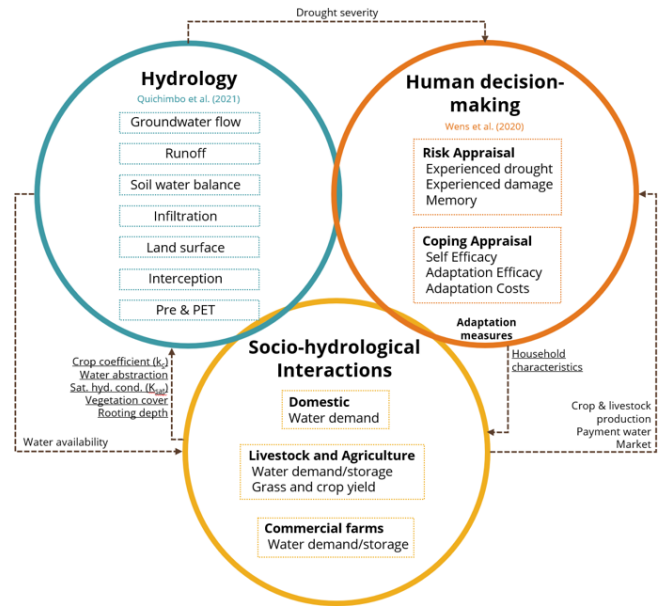 Drought severity
Hydrology
Quichimbo et al. (2021)
Groundwater flow
Runoff
Soil water balance
Infiltration
Land surface
Interception
Pre & PET
Human decision-
making
Wens et al. (2020)
Risk Appraisal
Experienced drought
Experienced damage
Memory
Coping Appraisal
Self Efficacy
Adaptation Efficacy
Adaptation Costs
Adaptation
measures
Household
characteristics
Crop coefficient (kc)
Water abstraction
Sat. hyd. cond. (Ksat)
Vegetation cover
Rooting depth
Water availability
Socio-hydrological
Interactions
Domestic
Water demand
Livestock and Agriculture
Water demand/storage
Grass and crop yield
Commercial farms
Water demand/storage
Crop & livestock
production
Payment water
Market